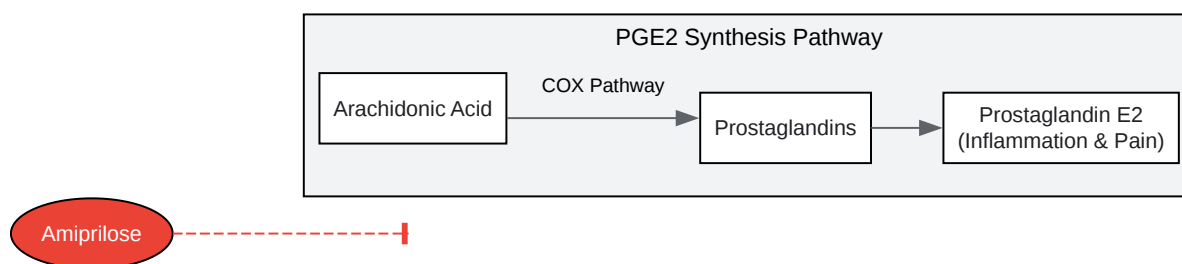 PGE2 Synthesis Pathway
Arachidonic Acid
COX Pathway
Prostaglandins
Prostaglandin E2
(Inflammation & Pain)
Amiprilose